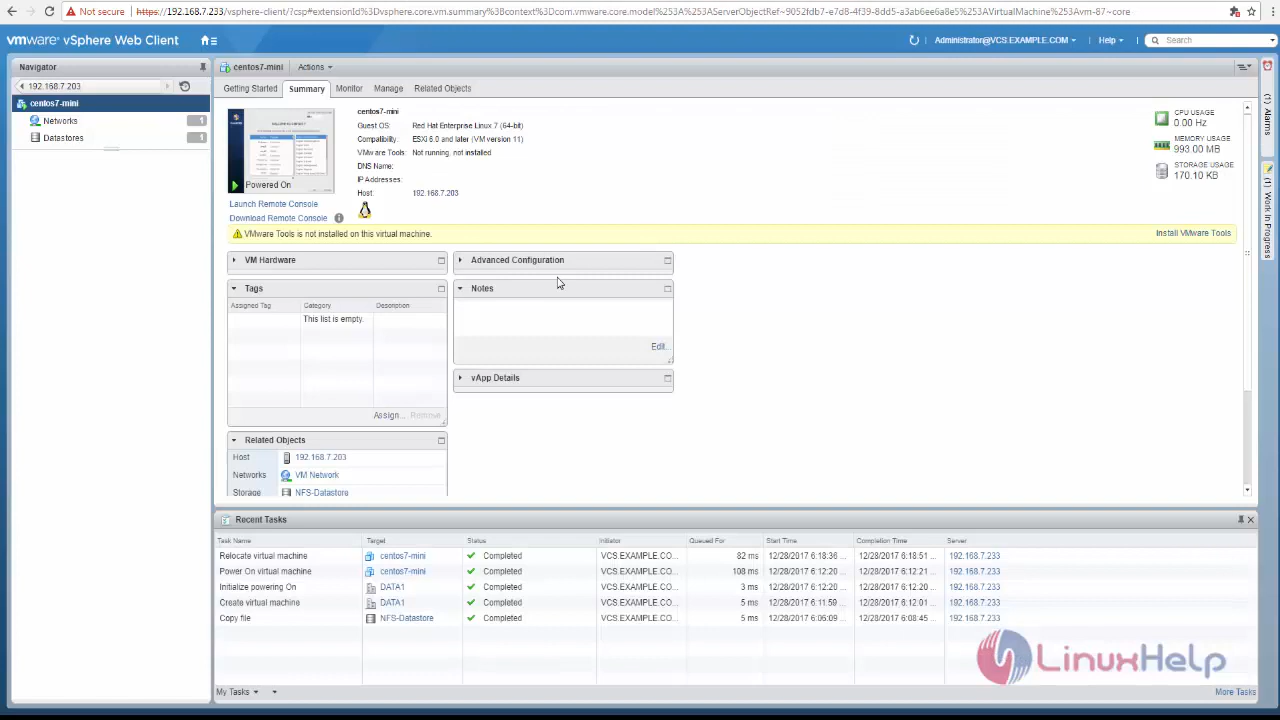 Not secure https://192.168.7.233/vsphere-client/?csp#extensionId%3Dvsphere.core.vm.summary%3Bcontext%3Dcom.vmware.core.model%253A%253AServerObjectRef~9052fdb7-e7d8-4f39-8dd5-a3ab6ee6a8e5%253AVirtualMachine%253Avm-87~core
vmware® vSphere Web Client
Administrator@VCS.EXAMPLE.COM
Help
Search
Navigator
192.168.7.203
centos7-mini
Networks 1
Datastores 1
centos7-mini Actions
Getting Started Summary Monitor Manage Related Objects
Powered On
Launch Remote Console
Download Remote Console
centos7-mini
Guest OS: Red Hat Enterprise Linux 7 (64-bit)
Compatibility: ESXi 6.0 and later (VM version 11)
VMware Tools: Not running, not installed
DNS Name:
IP Addresses:
Host: 192.168.7.203
CPU USAGE
0.00 Hz
MEMORY USAGE
993.00 MB
STORAGE USAGE
170.10 KB
VMware Tools is not installed on this virtual machine. Install VMware Tools
VM Hardware
Tags
Assigned Tag Category Description
This list is empty.
Assign... Remove
Related Objects
Host 192.168.7.203
Networks VM Network
Storage NFS-Datastore
Advanced Configuration
Notes
Edit...
vApp Details
(1) Alarms
(1) Work In Progress
Recent Tasks
Task Name Target Status Initiator Queued For Start Time Completion Time Server
Relocate virtual machine centos7-mini Completed VCS.EXAMPLE.CO... 82 ms 12/28/2017 6:18:36 ... 12/28/2017 6:18:51 ... 192.168.7.233
Power On virtual machine centos7-mini Completed VCS.EXAMPLE.CO... 108 ms 12/28/2017 6:12:20 ... 12/28/2017 6:12:21 ... 192.168.7.233
Initialize powering On DATA1 Completed VCS.EXAMPLE.CO... 3 ms 12/28/2017 6:12:20 ... 12/28/2017 6:12:20 ... 192.168.7.233
Create virtual machine DATA1 Completed VCS.EXAMPLE.CO... 5 ms 12/28/2017 6:11:59 ... 12/28/2017 6:12:01 ... 192.168.7.233
Copy file NFS-Datastore Completed VCS.EXAMPLE.CO... 5 ms 12/28/2017 6:06:09 ... 12/28/2017 6:08:45 ... 192.168.7.233
LinuxHelp
My Tasks
More Tasks